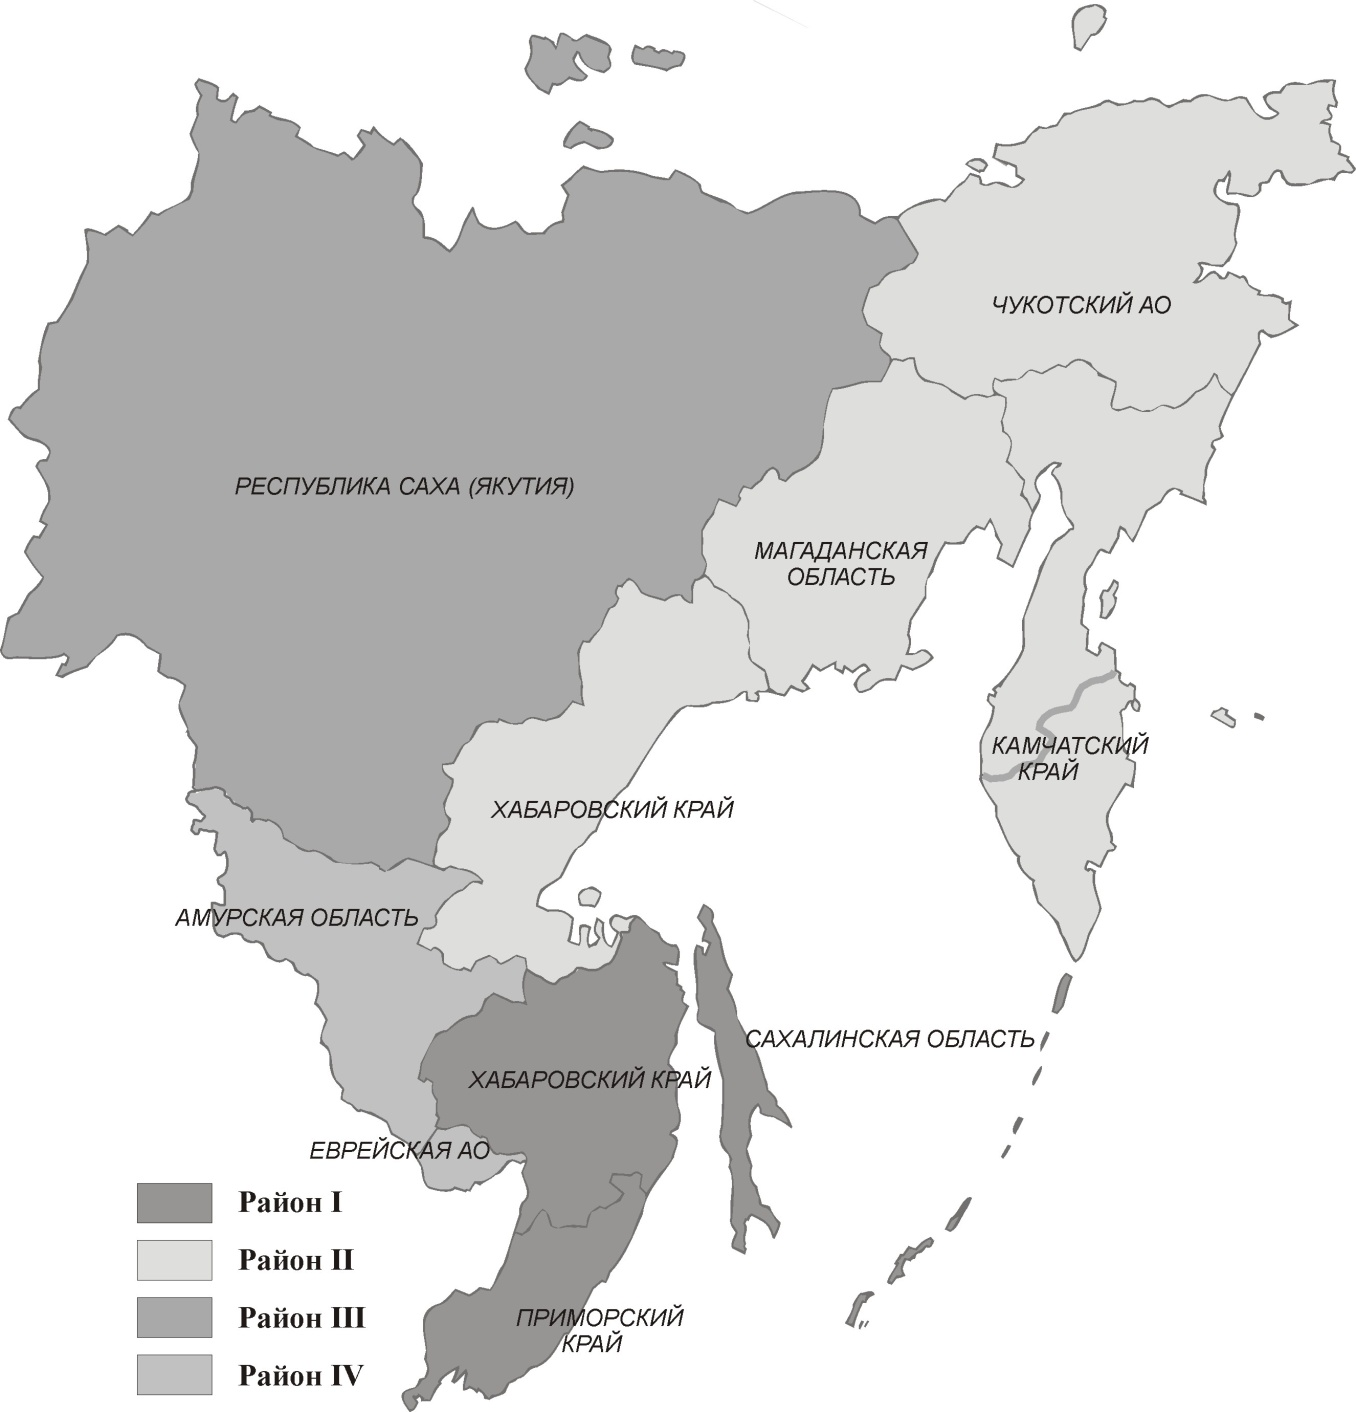 ЧУКОТСКИЙ АО
РЕСПУБЛИКА САХА (ЯКУТИЯ)
МАГАДАНСКАЯ
ОБЛАСТЬ
КАМЧАТСКИЙ
КРАЙ
ХАБАРОВСКИЙ КРАЙ
АМУРСКАЯ ОБЛАСТЬ
САХАЛИНСКАЯ ОБЛАСТЬ
ХАБАРОВСКИЙ КРАЙ
ЕВРЕЙСКАЯ АО
ПРИМОРСКИЙ
КРАЙ
Район I
Район II
Район III
Район IV